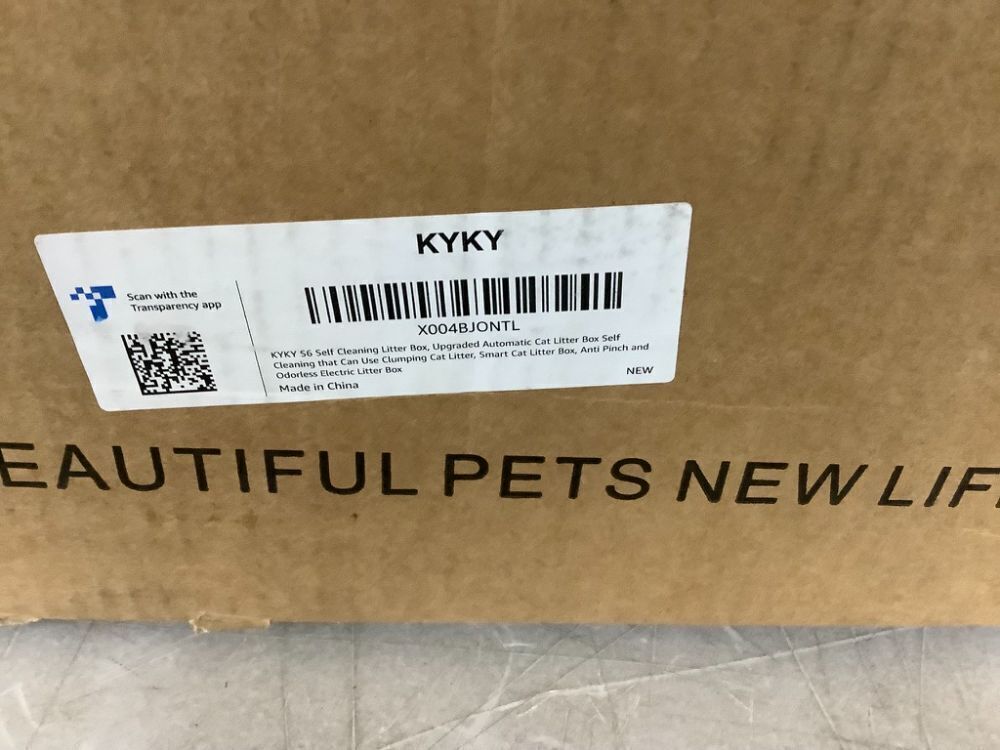 KYKY
Scan with the
Transparency app
X004BJONTL
KYKY S6 Self Cleaning Litter Box, Upgraded Automatic Cat Litter Box Self
Cleaning that Can Use Clumping Cat Litter, Smart Cat Litter Box, Anti Pinch and
Odorless Electric Litter Box
Made in China
NEW
EAUTIFUL PETS NEW LIF